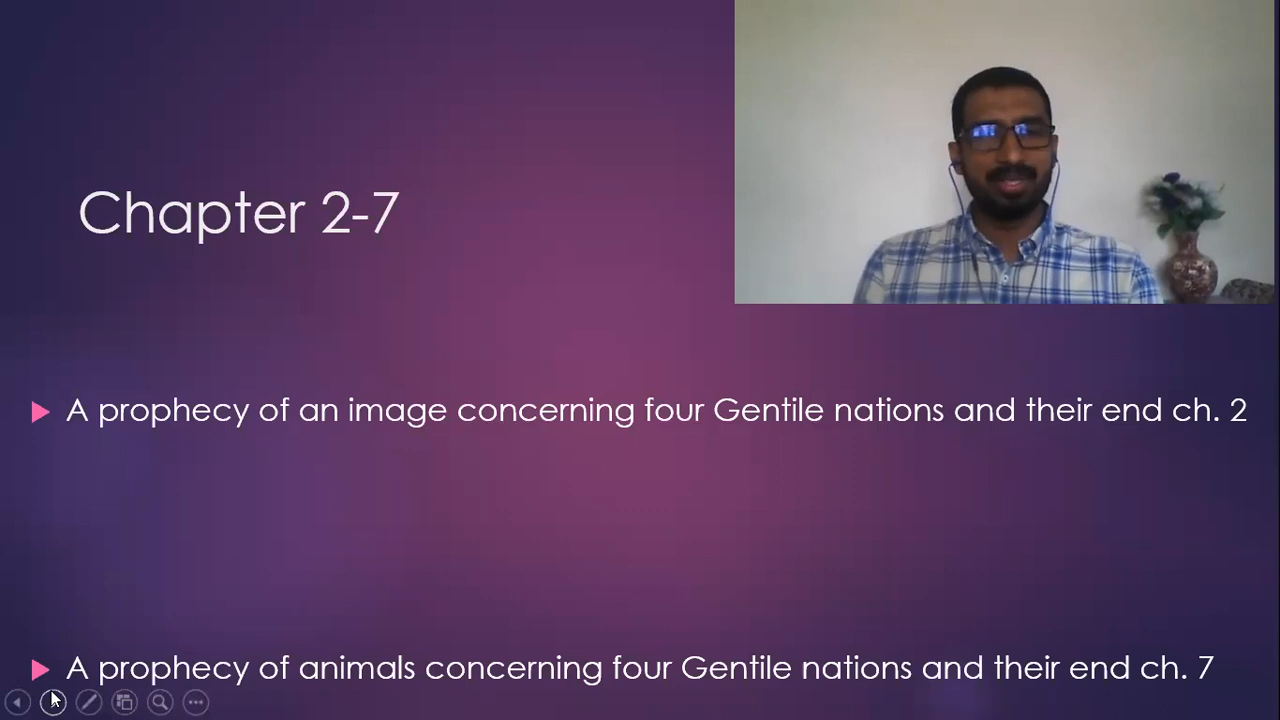 Chapter 2-7
A prophecy of an image concerning four Gentile nations and their end ch. 2
A prophecy of animals concerning four Gentile nations and their end ch. 7